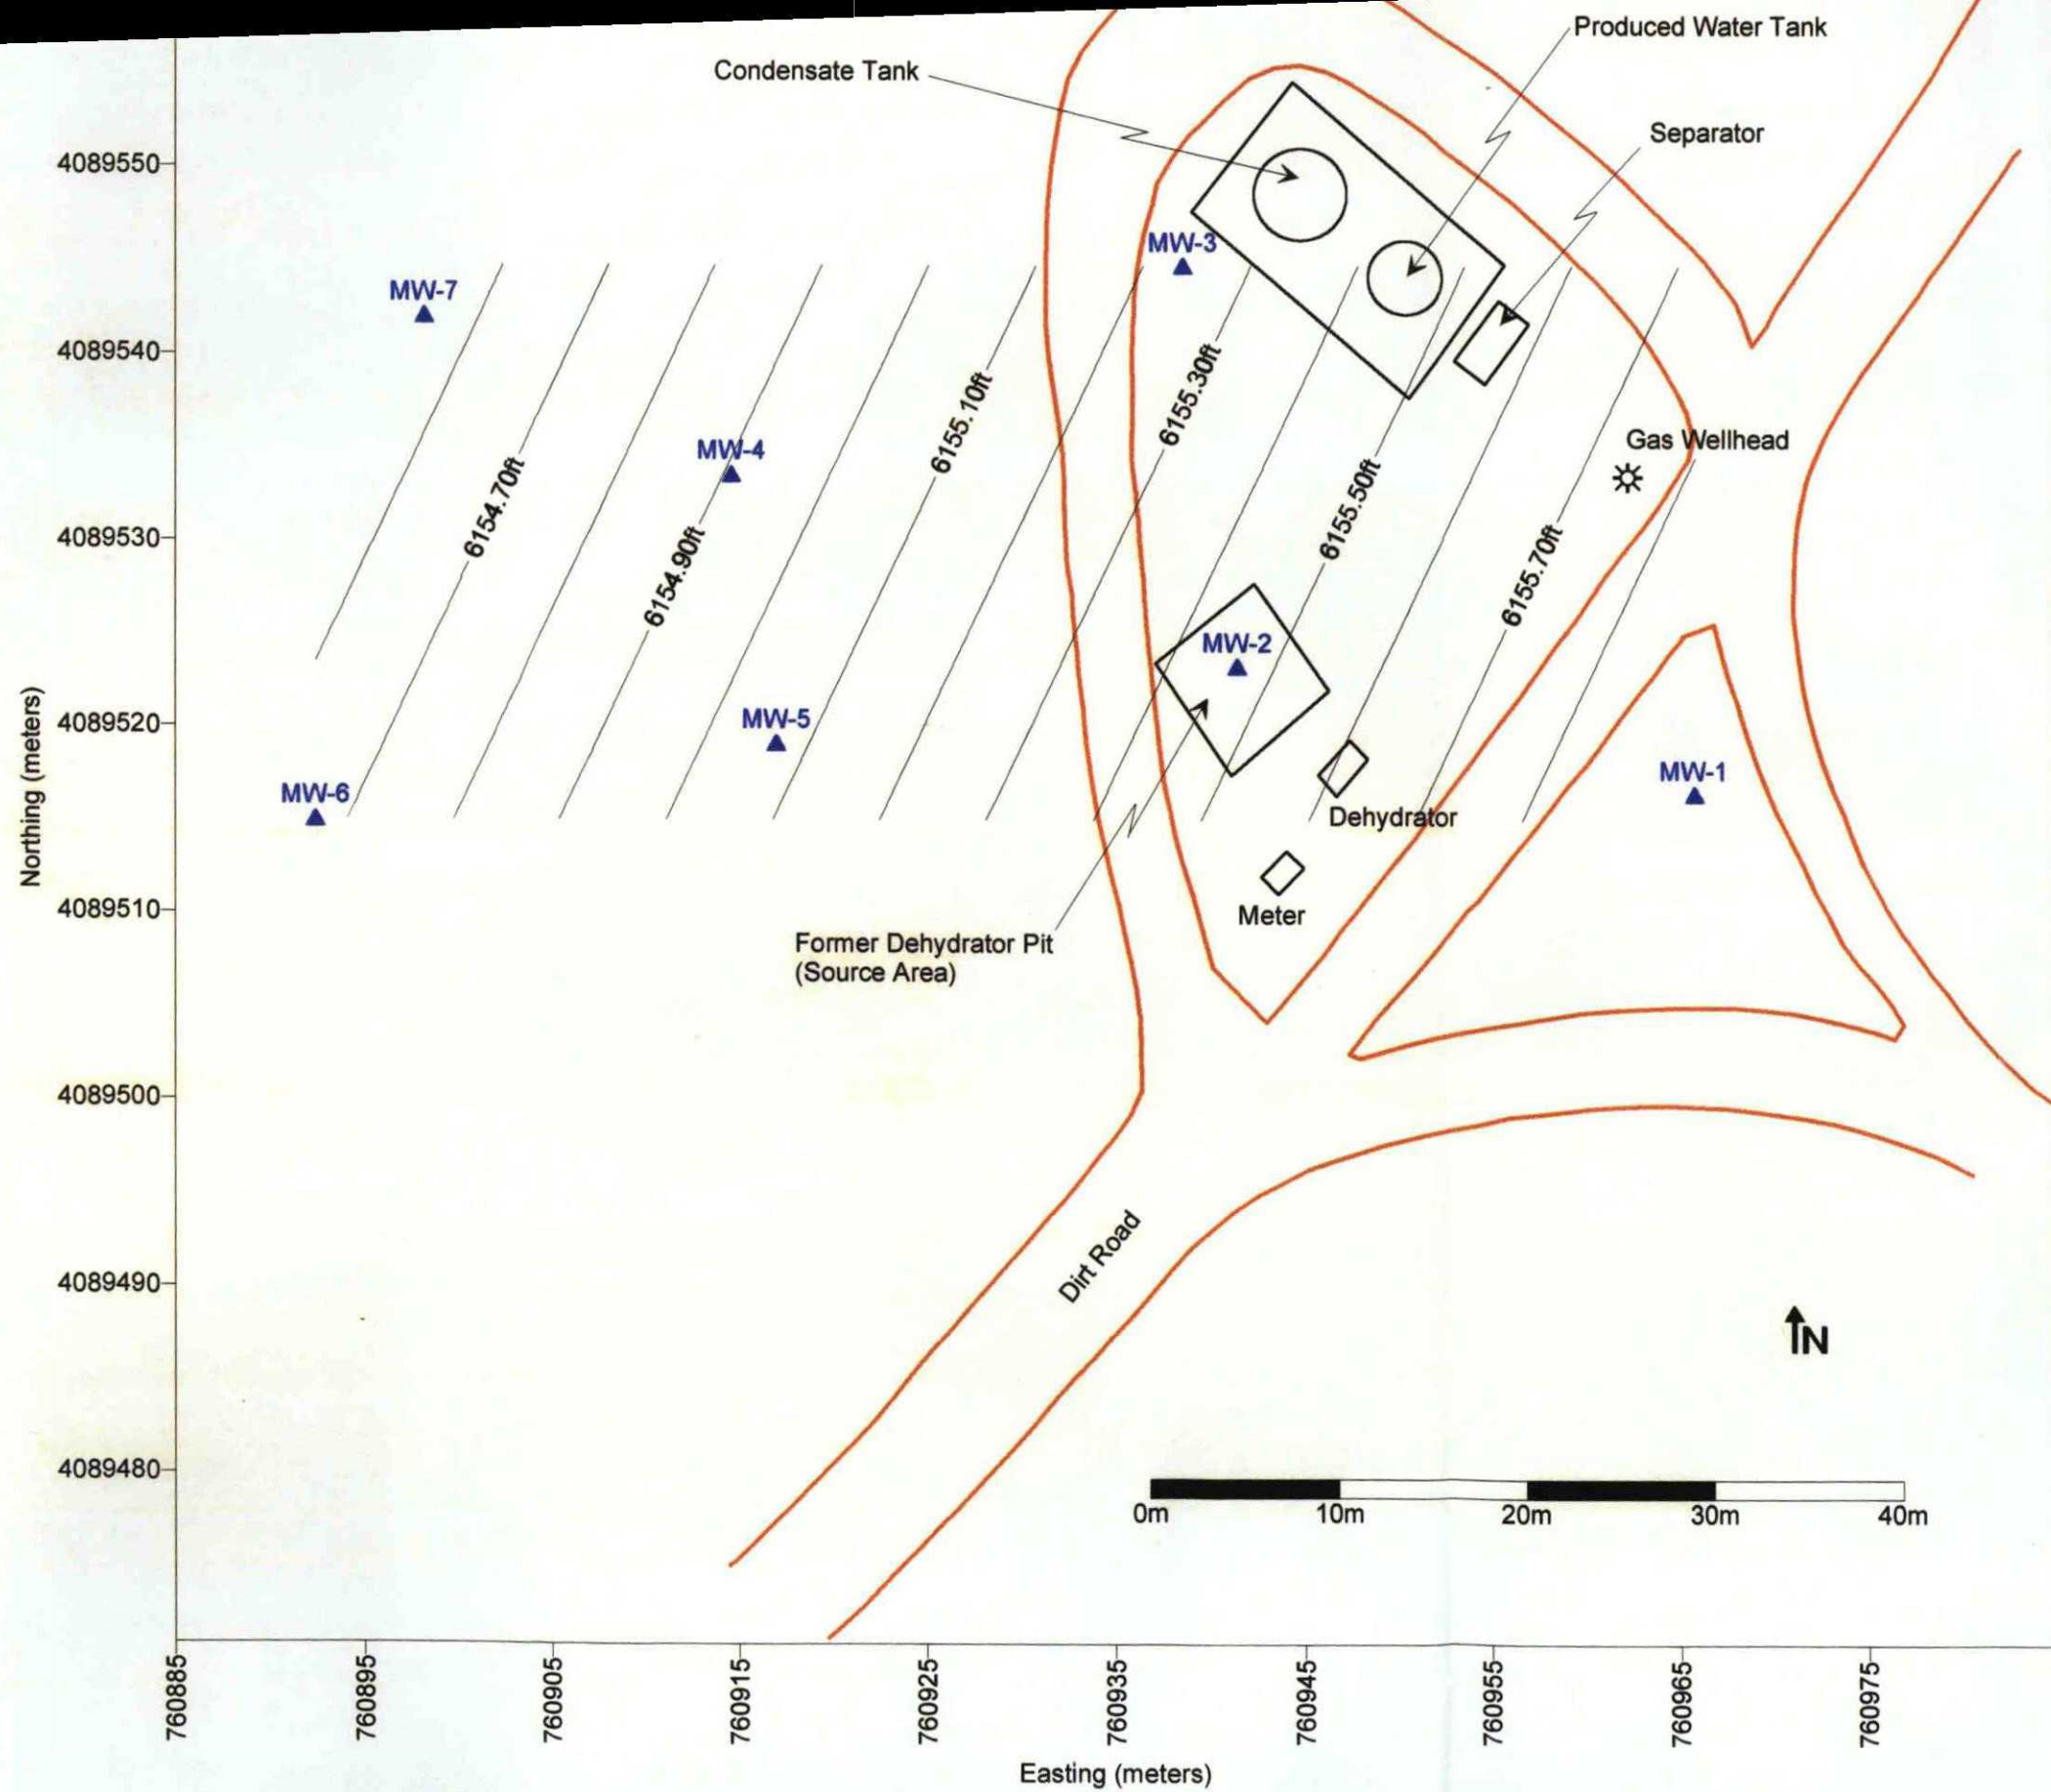 Produced Water Tank
Condensate Tank
Separator
4089550
MW-3
MW-7
4089540
6155.30ft
6155.10ft
Gas Wellhead
MW-4
6154.70ft
6155.50ft
4089530
6154.90ft
6155.70ft
MW-2
4089520
MW-5
MW-1
MW-6
Northing (meters)
Dehydrator
4089510
Meter
Former Dehydrator Pit
(Source Area)
4089500
Dirt Road
4089490
N
4089480
0m 10m 20m 30m 40m
760885 760895 760905 760915 760925 760935 760945 760955 760965 760975
Easting (meters)